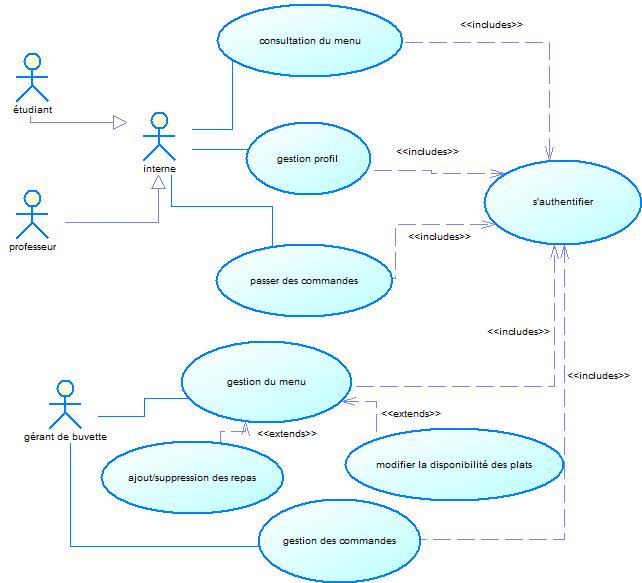 <<includes>>
consultation du menu
étudiant
interne
gestion profil
<<includes>>
s'authentifier
professeur
<<includes>>
passer des commandes
<<includes>>
gestion du menu
<<includes>>
gérant de buvette
<<extends>>
<<extends>>
ajout/suppression des repas
modifier la disponibilité des plats
gestion des commandes